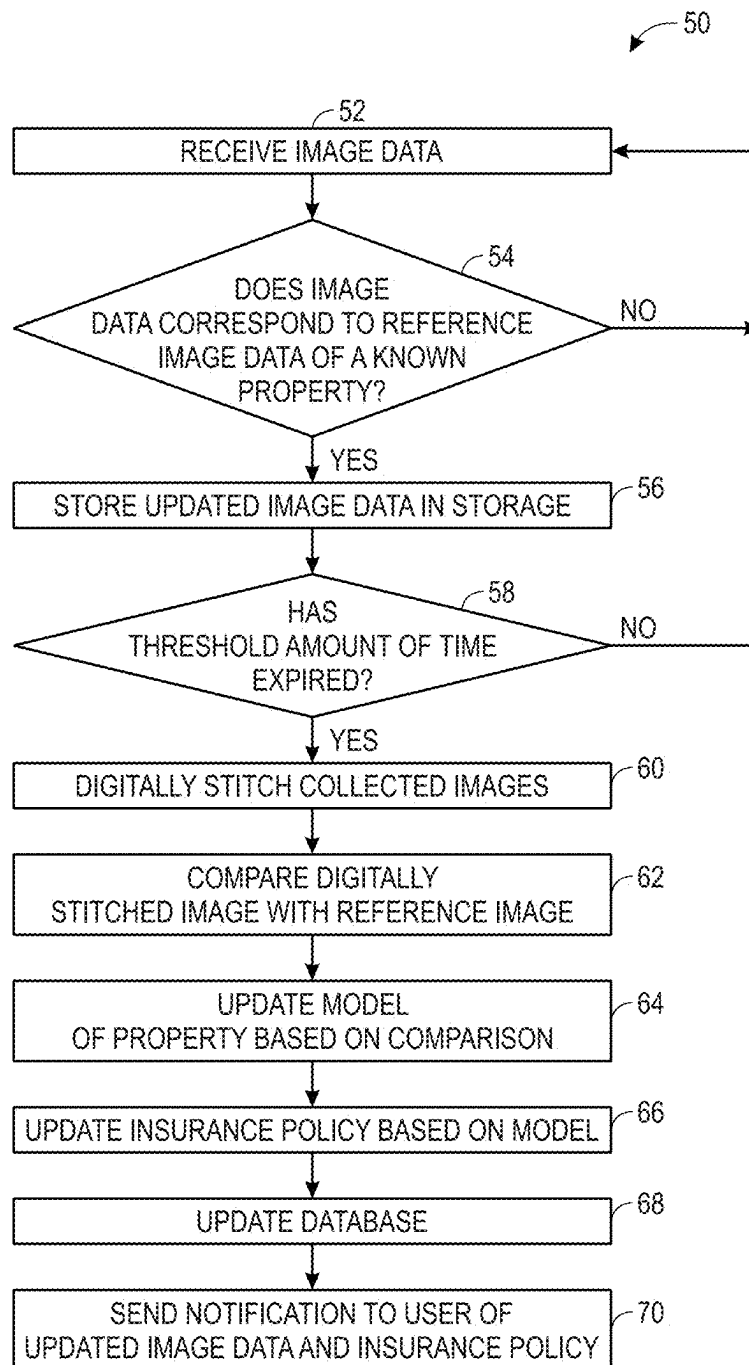 50
52
RECEIVE IMAGE DATA
54
DOES IMAGE
DATA CORRESPOND TO REFERENCE
IMAGE DATA OF A KNOWN
PROPERTY?
NO
YES
STORE UPDATED IMAGE DATA IN STORAGE
56
58
HAS
THRESHOLD AMOUNT OF TIME
EXPIRED?
NO
YES
DIGITALLY STITCH COLLECTED IMAGES
60
COMPARE DIGITALLY
STITCHED IMAGE WITH REFERENCE IMAGE
62
UPDATE MODEL
OF PROPERTY BASED ON COMPARISON
64
UPDATE INSURANCE POLICY BASED ON MODEL
66
UPDATE DATABASE
68
SEND NOTIFICATION TO USER OF
UPDATED IMAGE DATA AND INSURANCE POLICY
70